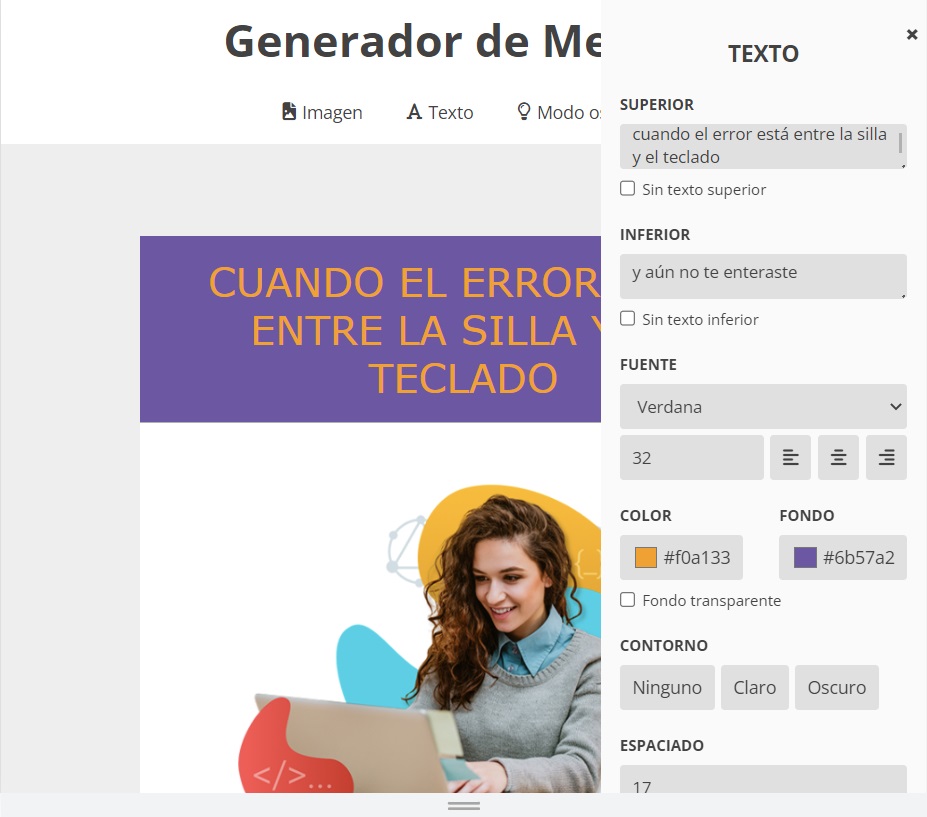 Generador de Me
Imagen
Texto
Modo os
CUANDO EL ERROR
ENTRE LA SILLA Y
TECLADO
{..}
</>...
×
TEXTO
SUPERIOR
cuando el error está entre la silla
y el teclado
Sin texto superior
INFERIOR
y aún no te enteraste
Sin texto inferior
FUENTE
Verdana
32
COLOR
FONDO
#f0a133
#6b57a2
Fondo transparente
CONTORNO
Ninguno
Claro
Oscuro
ESPACIADO
17